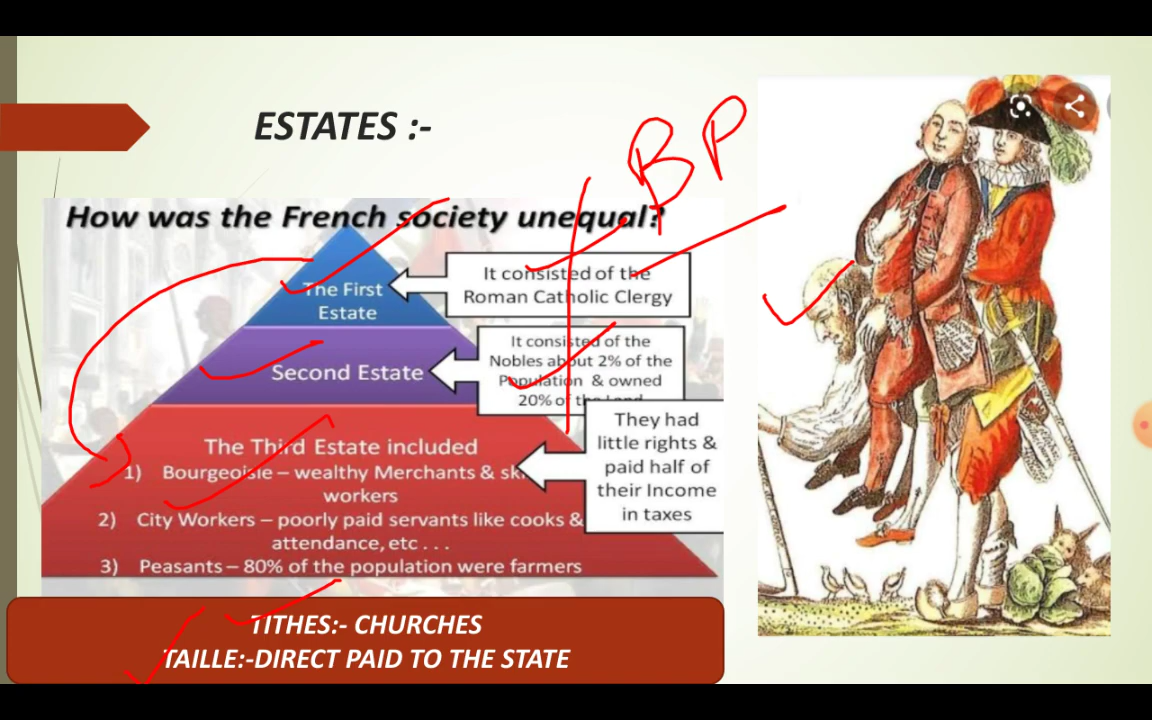 ESTATES :-
BP
How was the French society unequal?
The First
Estate
It consisted of the
Roman Catholic Clergy
Second Estate
It consisted of the
Nobles about 2% of the
Population & owned
20% of the Land
The Third Estate included
1) Bourgeoisie – wealthy Merchants &
workers
2) City Workers – poorly paid servants like cooks &
attendance, etc . . .
3) Peasants – 80% of the population were farmers
They had
little rights &
paid half of
their Income
in taxes
TITHES:- CHURCHES
TAILLE:-DIRECT PAID TO THE STATE